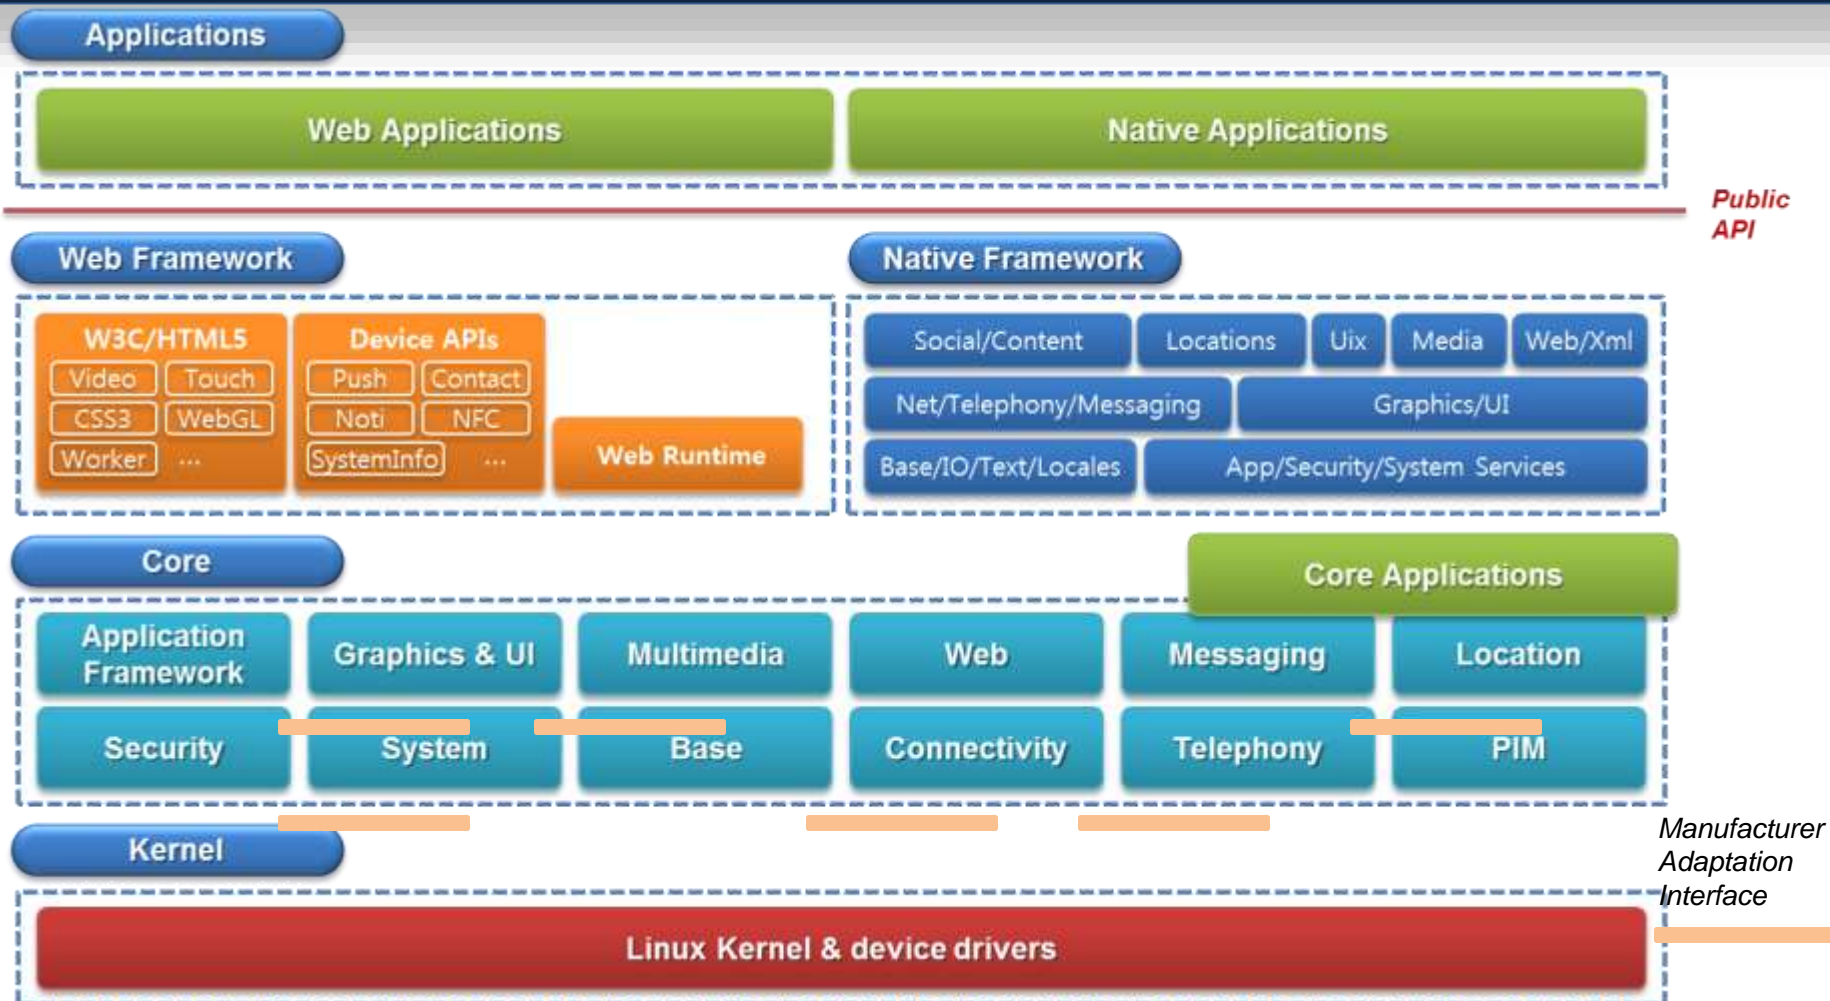 Applications
Web Applications
Native Applications
Public
API
Web Framework
Native Framework
W3C/HTML5
Video Touch
CSS3 WebGL
Worker ...
Device APIs
Push Contact
Noti NFC
SystemInfo ...
Web Runtime
Social/Content Locations Uix Media Web/Xml
Net/Telephony/Messaging Graphics/UI
Base/IO/Text/Locales App/Security/System Services
Core
Core Applications
Application
Framework
Graphics & UI
Multimedia
Web
Messaging
Location
Security
System
Base
Connectivity
Telephony
PIM
Kernel
Manufacturer
Adaptation
Interface
Linux Kernel & device drivers